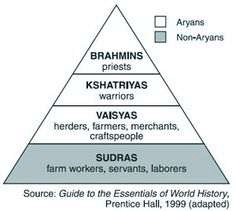 Aryans
Non-Aryans
BRAHMINS
priests
KSHATRIYAS
warriors
VAISYAS
herders, farmers, merchants,
craftspeople
SUDRAS
farm workers, servants, laborers
Source: Guide to the Essentials of World History,
Prentice Hall, 1999 (adapted)